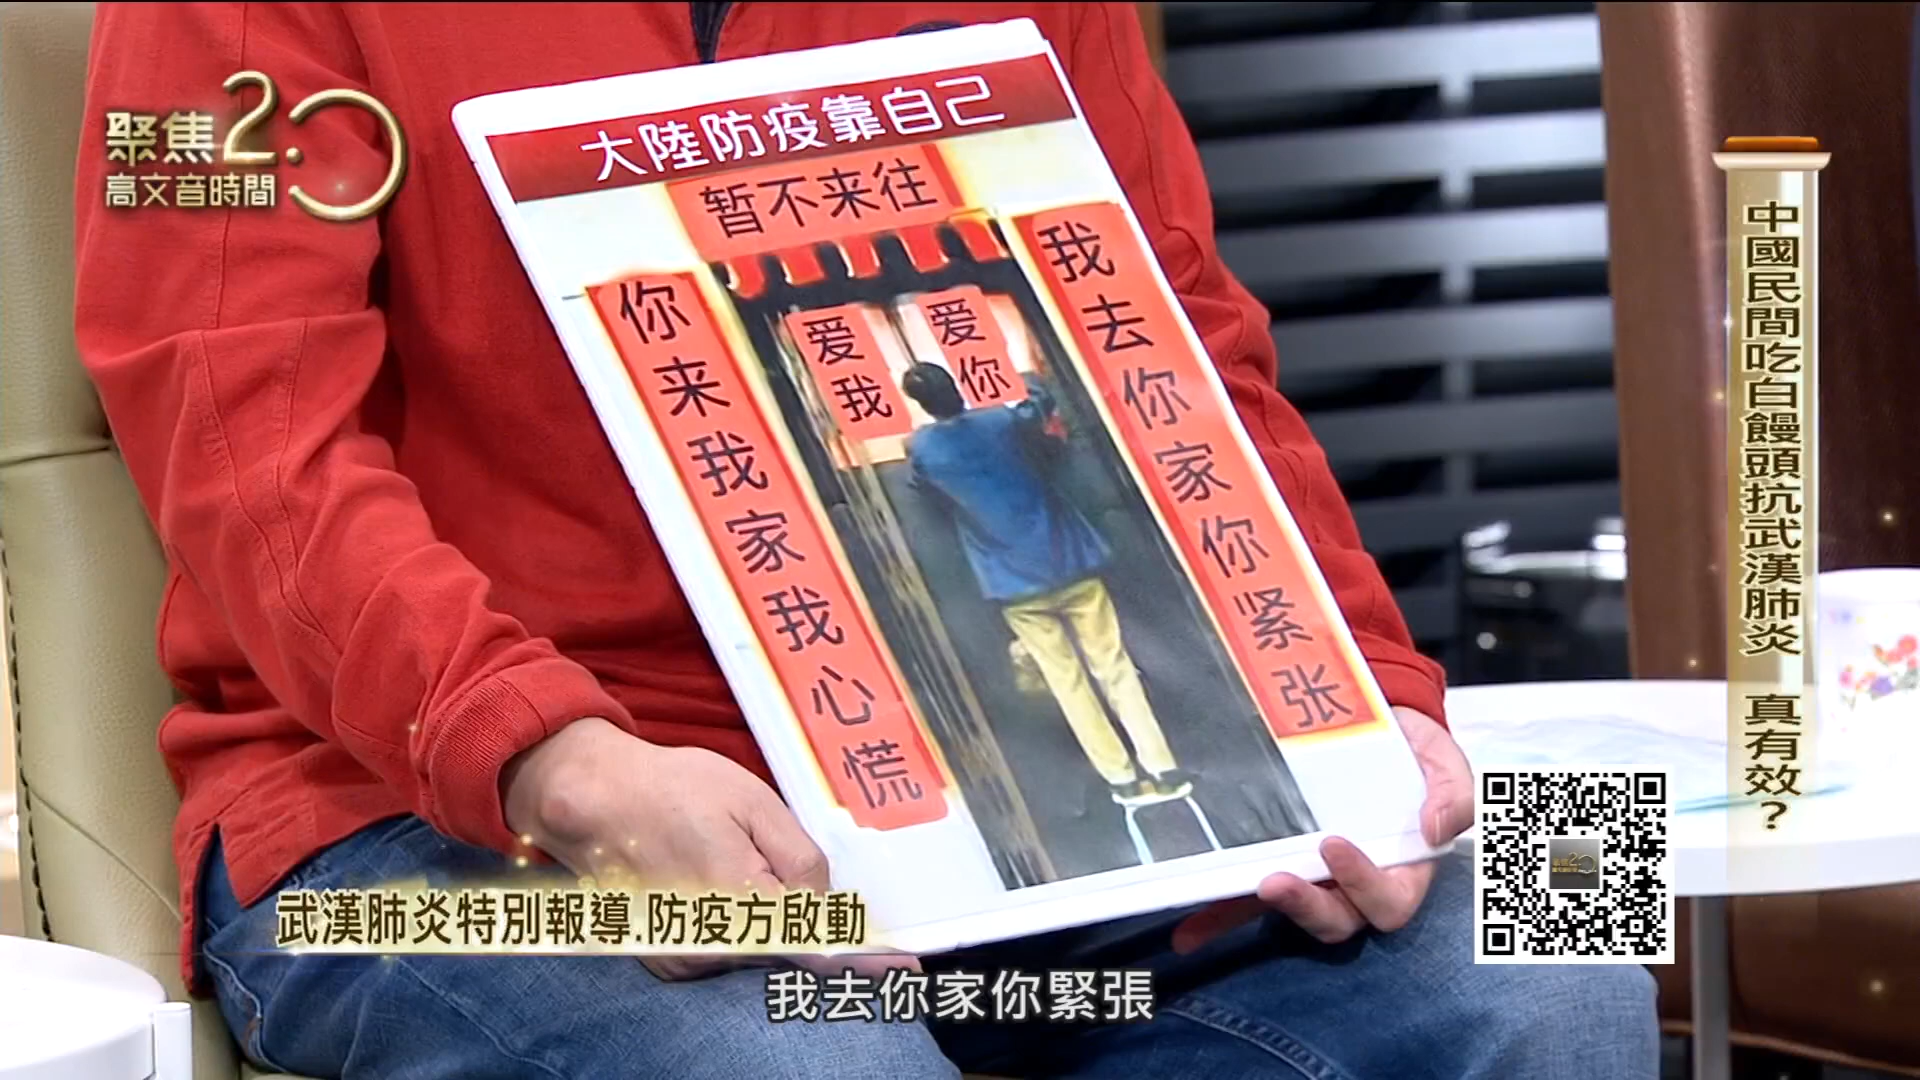 聚焦2.0
高文音時間
大陸防疫靠自己
暂不来往
我去你家你紧张
你来我家我心慌
爱我
爱你
中國民間吃白饅頭抗武漢肺炎 真有效？
武漢肺炎特別報導.防疫方啟動
我去你家你緊張